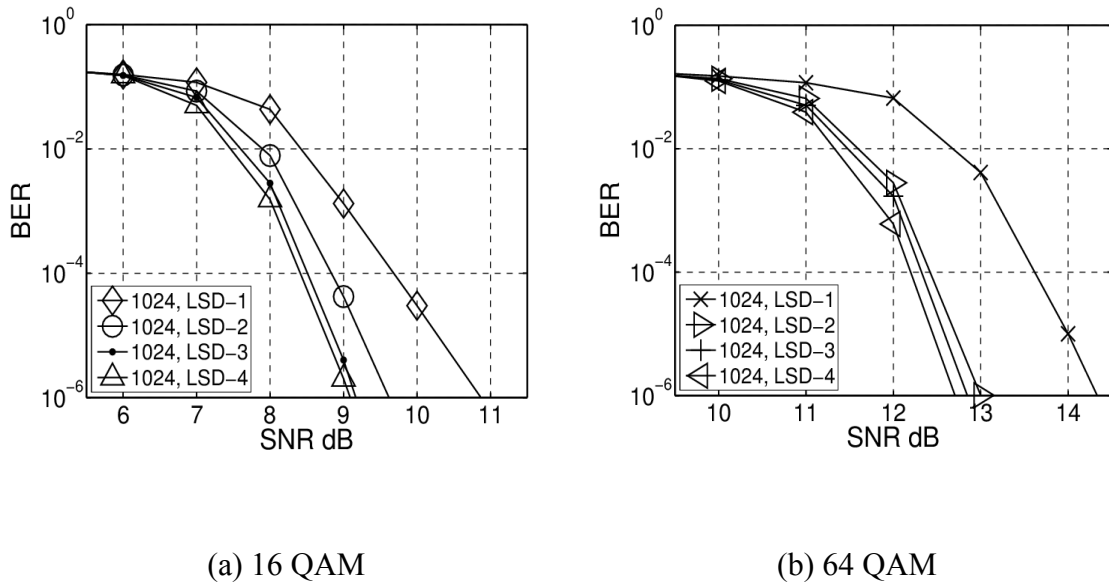 10^0
10^-2
10^-4
10^-6
BER
1024, LSD-1
1024, LSD-2
1024, LSD-3
1024, LSD-4
6 7 8 9 10 11
SNR dB
(a) 16 QAM
10^0
10^-2
10^-4
10^-6
BER
1024, LSD-1
1024, LSD-2
1024, LSD-3
1024, LSD-4
10 11 12 13 14
SNR dB
(b) 64 QAM